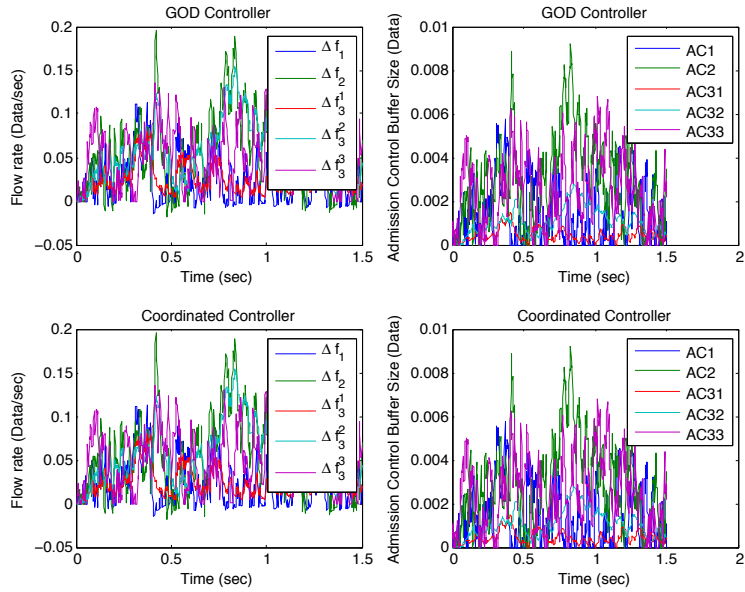 GOD Controller
0.2
0.15
0.1
0.05
0
−0.05
0
0.5
1
1.5
Flow rate (Data/sec)
Time (sec)
Δ f₁
Δ f₂
Δ f₃¹
Δ f₃²
Δ f₃³
GOD Controller
0.01
0.008
0.006
0.004
0.002
0
0
0.5
1
1.5
2
Admission Control Buffer Size (Data)
Time (sec)
AC1
AC2
AC31
AC32
AC33
Coordinated Controller
0.2
0.15
0.1
0.05
0
−0.05
0
0.5
1
1.5
Flow rate (Data/sec)
Time (sec)
Δ f₁
Δ f₂
Δ f₃¹
Δ f₃²
Δ f₃³
Coordinated Controller
0.01
0.008
0.006
0.004
0.002
0
0
0.5
1
1.5
2
Admission Control Buffer Size (Data)
Time (sec)
AC1
AC2
AC31
AC32
AC33